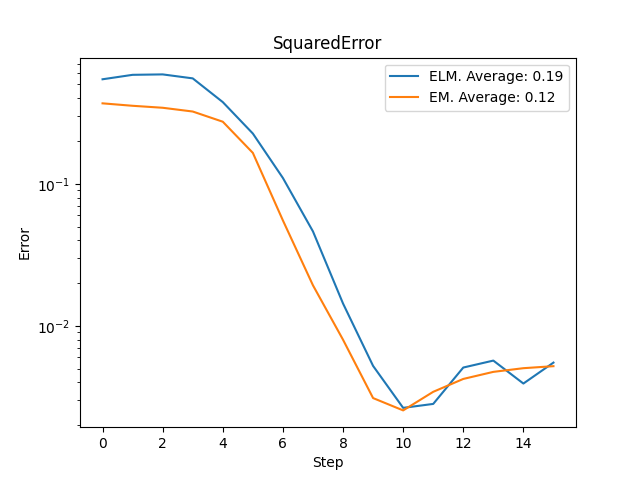 SquaredError
ELM. Average: 0.19
EM. Average: 0.12
Error
10⁻¹
10⁻²
0 2 4 6 8 10 12 14
Step